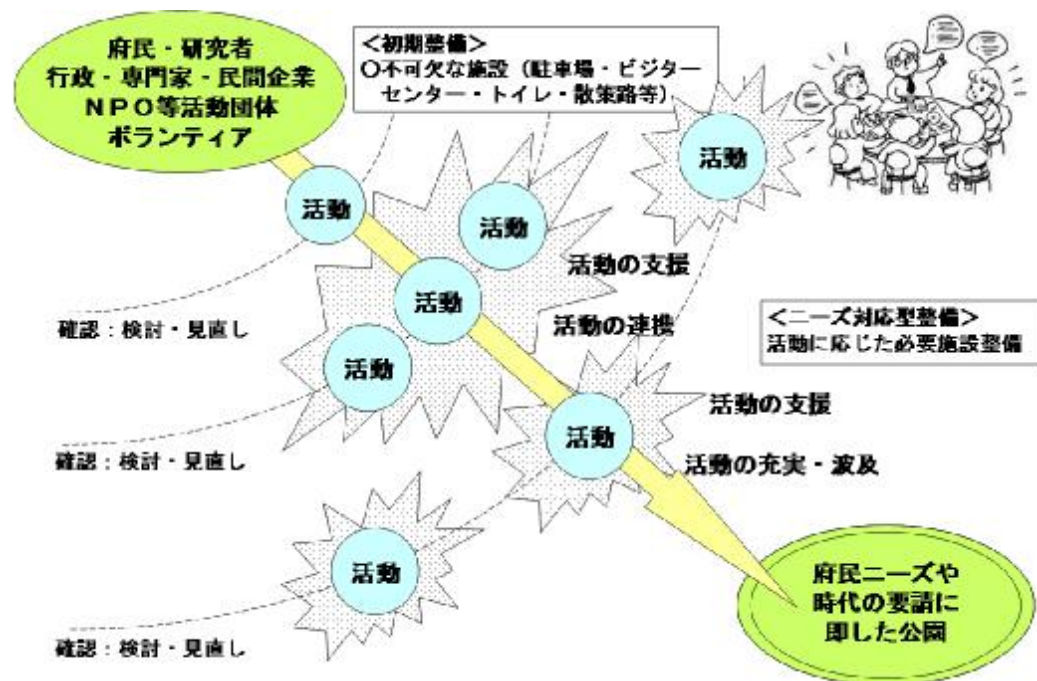 府民・研究者
行政・専門家・民間企業
ＮＰＯ等活動団体
ボランティア
＜初期整備＞
〇不可欠な施設（駐車場・ビジター
センター・トイレ・散策路等）
活動
活動
活動
活動の支援
活動
活動の連携
確認：検討・見直し
＜ニーズ対応型整備＞
活動に応じた必要施設整備
活動
活動の支援
活動
活動の充実・波及
確認：検討・見直し
活動
府民ニーズや
時代の要請に
即した公園
確認：検討・見直し